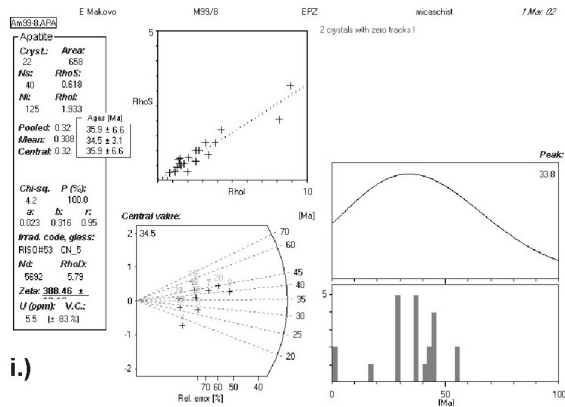 E Makovo M99/8 EPZ micaschist 1 Mar 02
Am99-8.APA
Apatite
Cryst.: Area:
22 658
Ns: RhoS:
40 0.618
Ni: RhoI:
125 1.933
Ages [Ma]
Pooled: 0.32 35.9 ± 6.6
Mean: 0.308 34.5 ± 3.1
Central: 0.32 35.9 ± 6.6
Chi-sq. P (%):
4.2 100.0
a: b: r:
0.023 0.316 0.95
Irrad. code, glass:
RISO#53 CN_5
Nd: RhoD:
5692 5.79
Zeta: 388.46 ±
U (ppm): V.C.:
5.5 (± 83 %)
i.)
5
RhoS
RhoI 10
2 crystals with zero tracks !
Central value: [Ma]
34.5
2
1
0
-1
-2
70
60
45
40
35
30
25
20
70 60 50 40
Rel. error [%]
Peak:
33.8
5
0 50 100
[Ma]